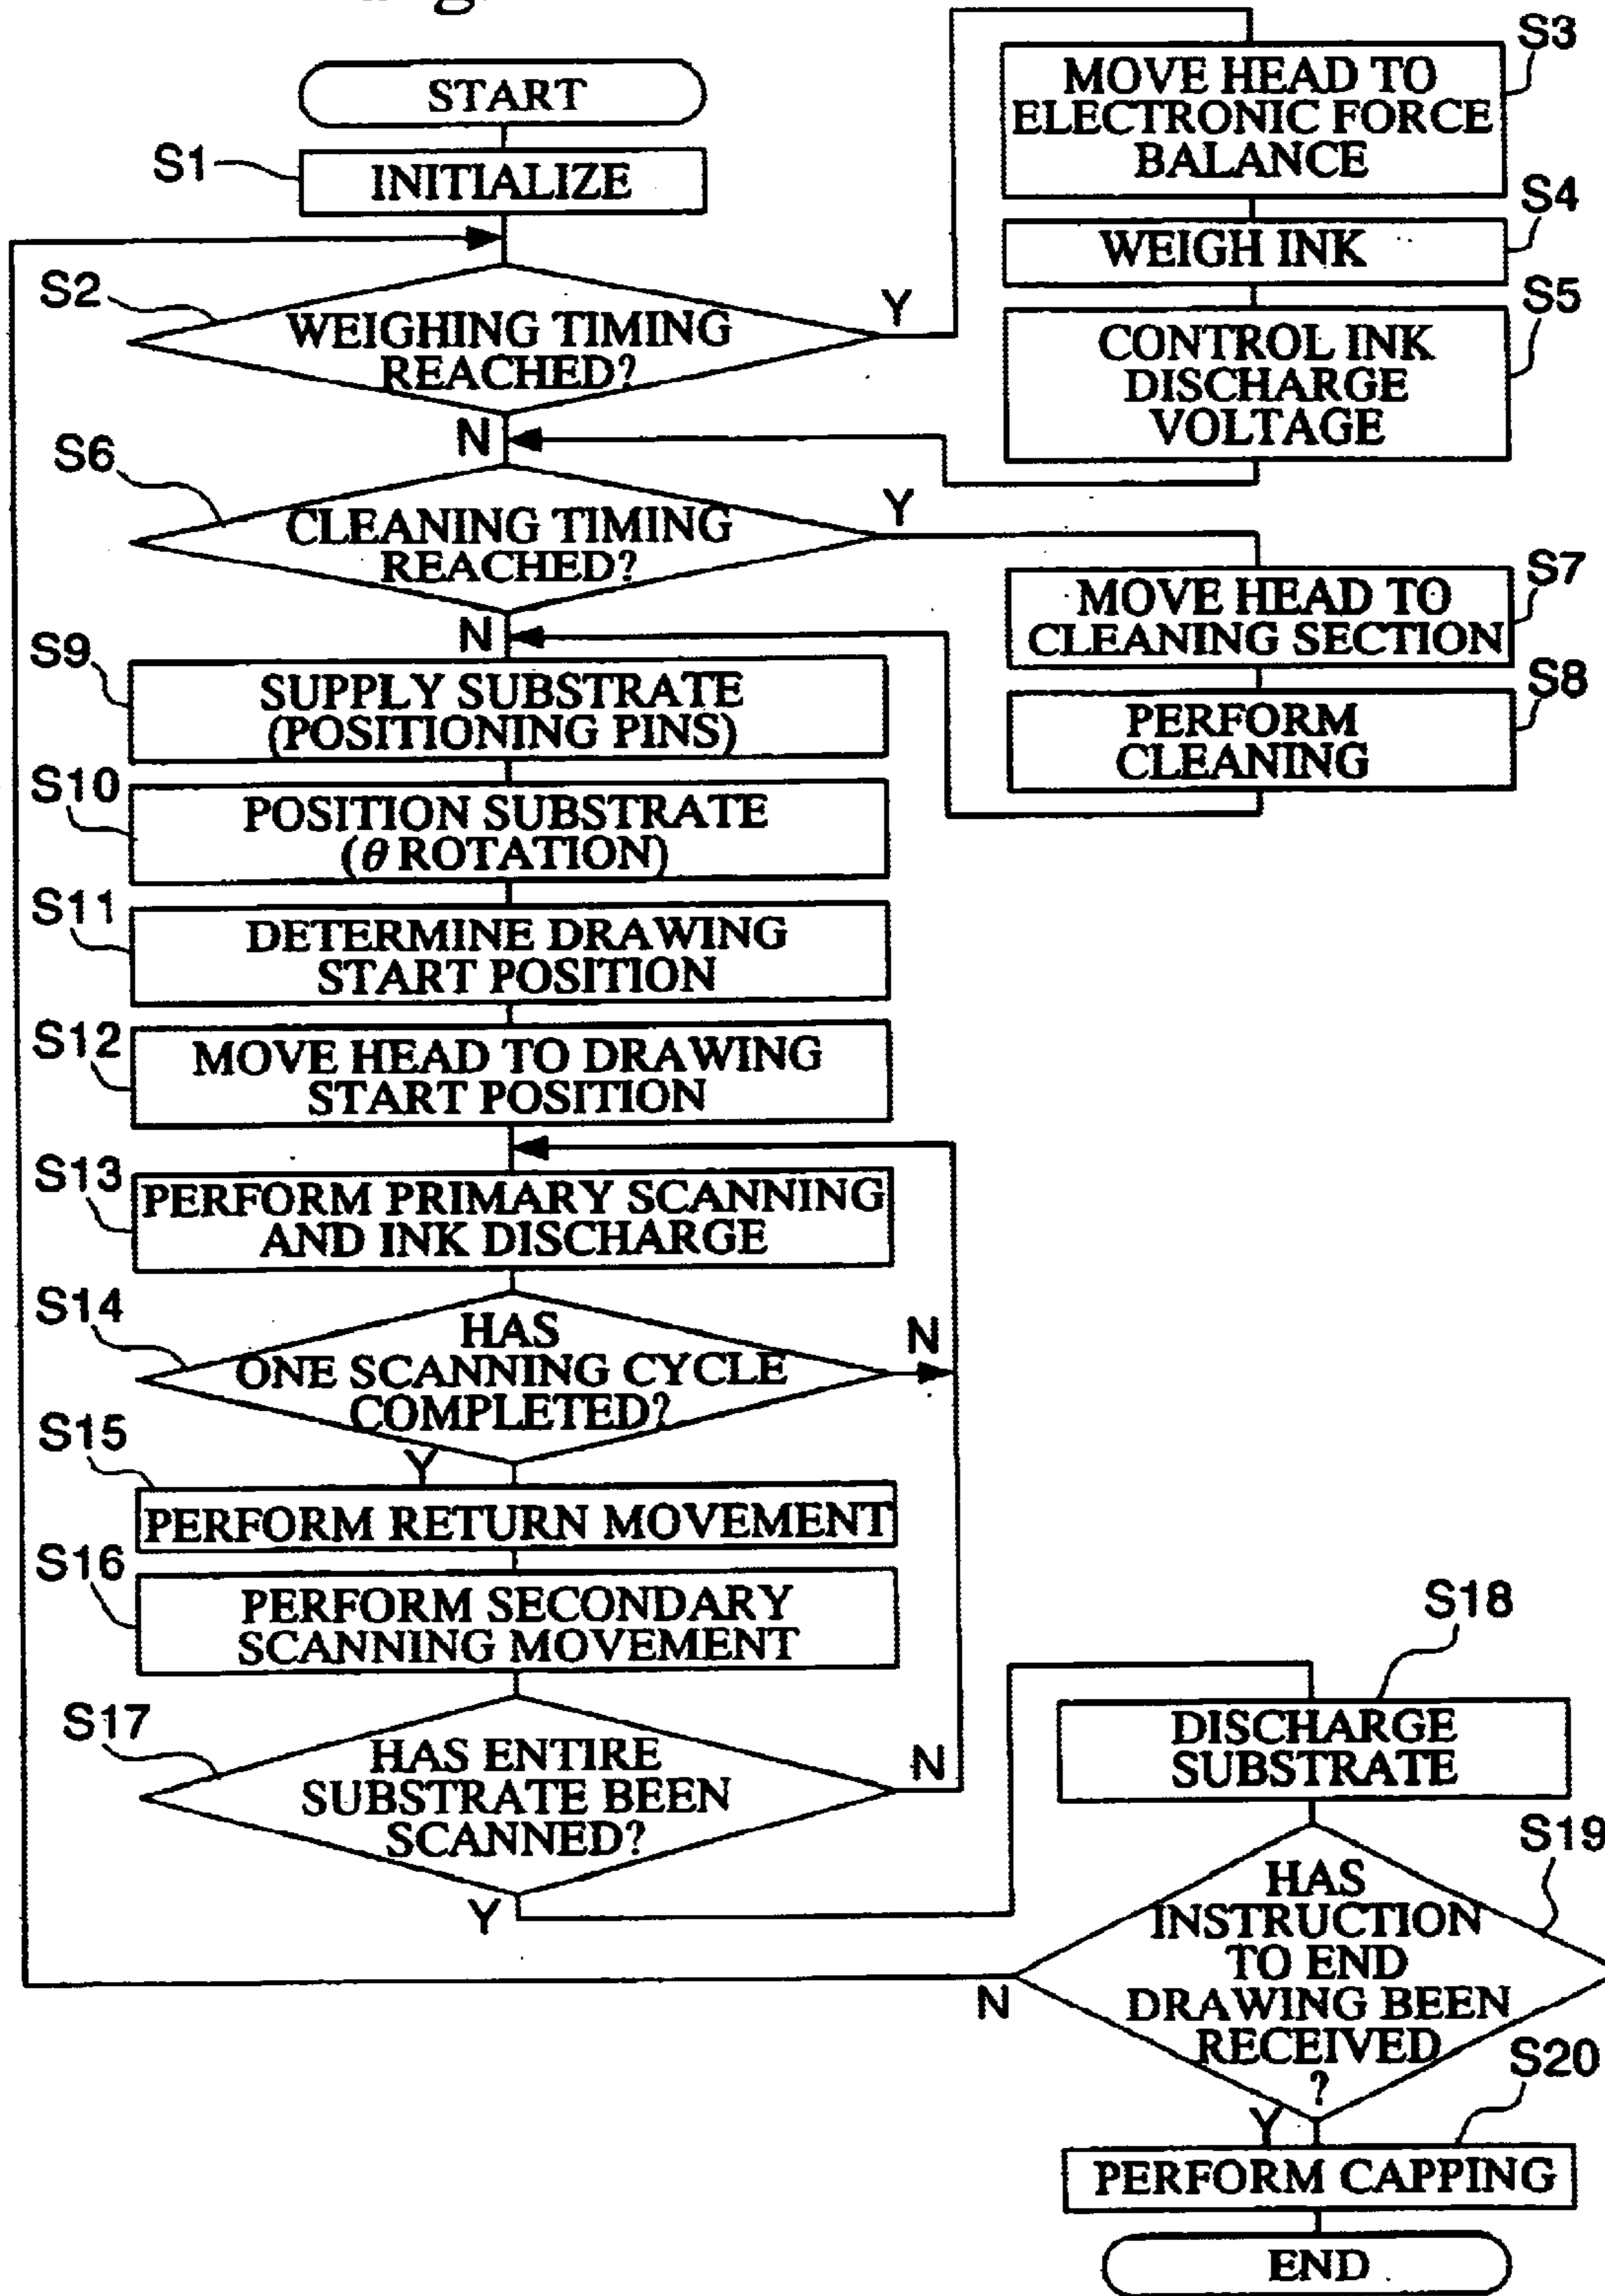 START
S1
INITIALIZE
S2
WEIGHING TIMING
REACHED?
Y
N
S3
MOVE HEAD TO
ELECTRONIC FORCE
BALANCE
S4
WEIGH INK
S5
CONTROL INK
DISCHARGE
VOLTAGE
S6
CLEANING TIMING
REACHED?
Y
N
S7
MOVE HEAD TO
CLEANING SECTION
S8
PERFORM
CLEANING
S9
SUPPLY SUBSTRATE
(POSITIONING PINS)
S10
POSITION SUBSTRATE
(θ ROTATION)
S11
DETERMINE DRAWING
START POSITION
S12
MOVE HEAD TO DRAWING
START POSITION
S13
PERFORM PRIMARY SCANNING
AND INK DISCHARGE
S14
HAS
ONE SCANNING CYCLE
COMPLETED?
N
Y
S15
PERFORM RETURN MOVEMENT
S16
PERFORM SECONDARY
SCANNING MOVEMENT
S17
HAS ENTIRE
SUBSTRATE BEEN
SCANNED?
N
Y
S18
DISCHARGE
SUBSTRATE
S19
HAS
INSTRUCTION
TO END
DRAWING BEEN
RECEIVED
?
N
Y
S20
PERFORM CAPPING
END